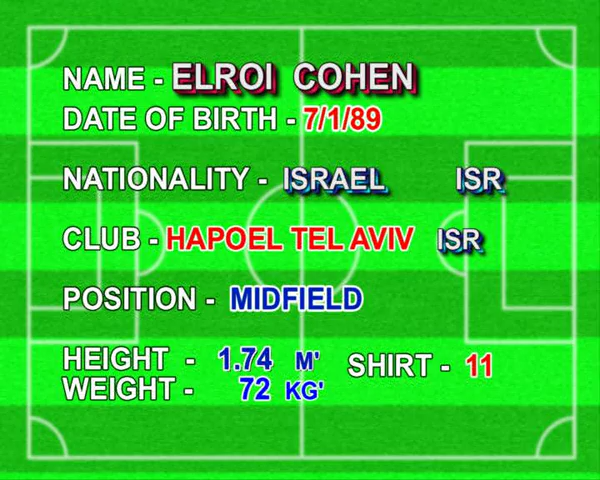 NAME - ELROI COHEN
DATE OF BIRTH - 7/1/89
NATIONALITY - ISRAEL ISR
CLUB - HAPOEL TEL AVIV ISR
POSITION - MIDFIELD
HEIGHT - 1.74 M' SHIRT - 11
WEIGHT - 72 KG'